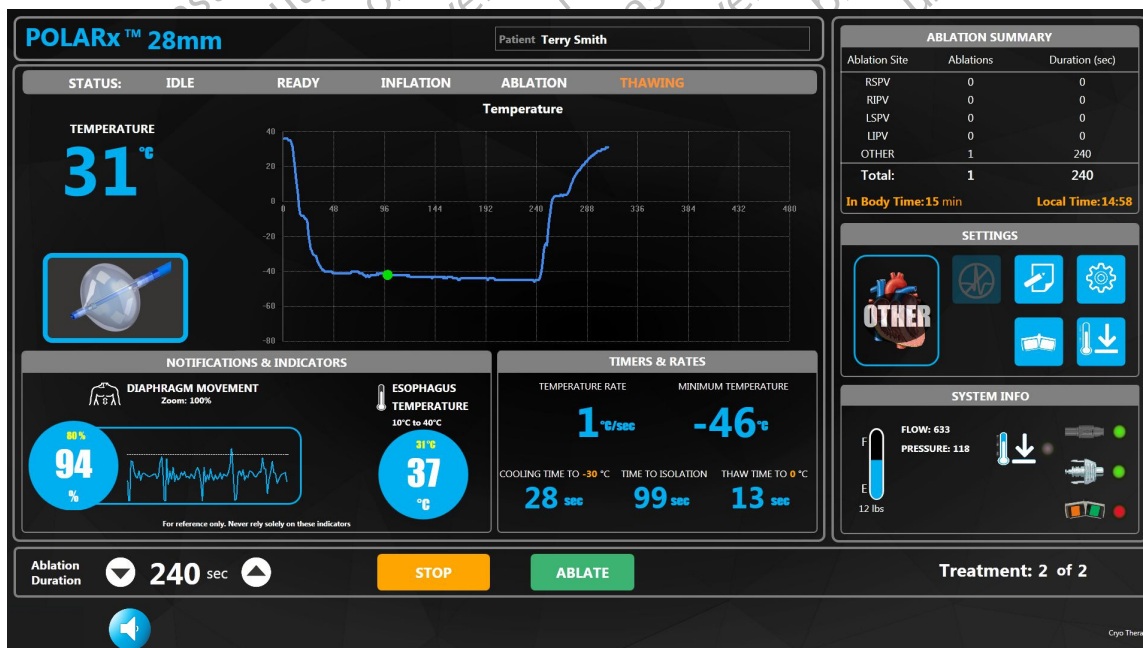 POLARx™ 28mm
Patient Terry Smith
STATUS: IDLE READY INFLATION ABLATION THAWING
Temperature
TEMPERATURE
31 °C
40
20
0
-20
-40
-60
-80
0 48 96 144 192 240 288 336 384 432 480
NOTIFICATIONS & INDICATORS
DIAPHRAGM MOVEMENT
Zoom: 100%
80 %
94
%
ESOPHAGUS
TEMPERATURE
10°C to 40°C
31 °C
37
°C
For reference only. Never rely solely on these indicators
TIMERS & RATES
TEMPERATURE RATE MINIMUM TEMPERATURE
1 °C/sec -46 °C
COOLING TIME TO -30 °C TIME TO ISOLATION THAW TIME TO 0 °C
28 sec 99 sec 13 sec
ABLATION SUMMARY
Ablation Site Ablations Duration (sec)
RSPV 0 0
RIPV 0 0
LSPV 0 0
LIPV 0 0
OTHER 1 240
Total: 1 240
In Body Time:15 min Local Time:14:58
SETTINGS
OTHER
SYSTEM INFO
F
E
12 lbs
FLOW: 633
PRESSURE: 118
Ablation
Duration
240 sec
STOP
ABLATE
Treatment: 2 of 2